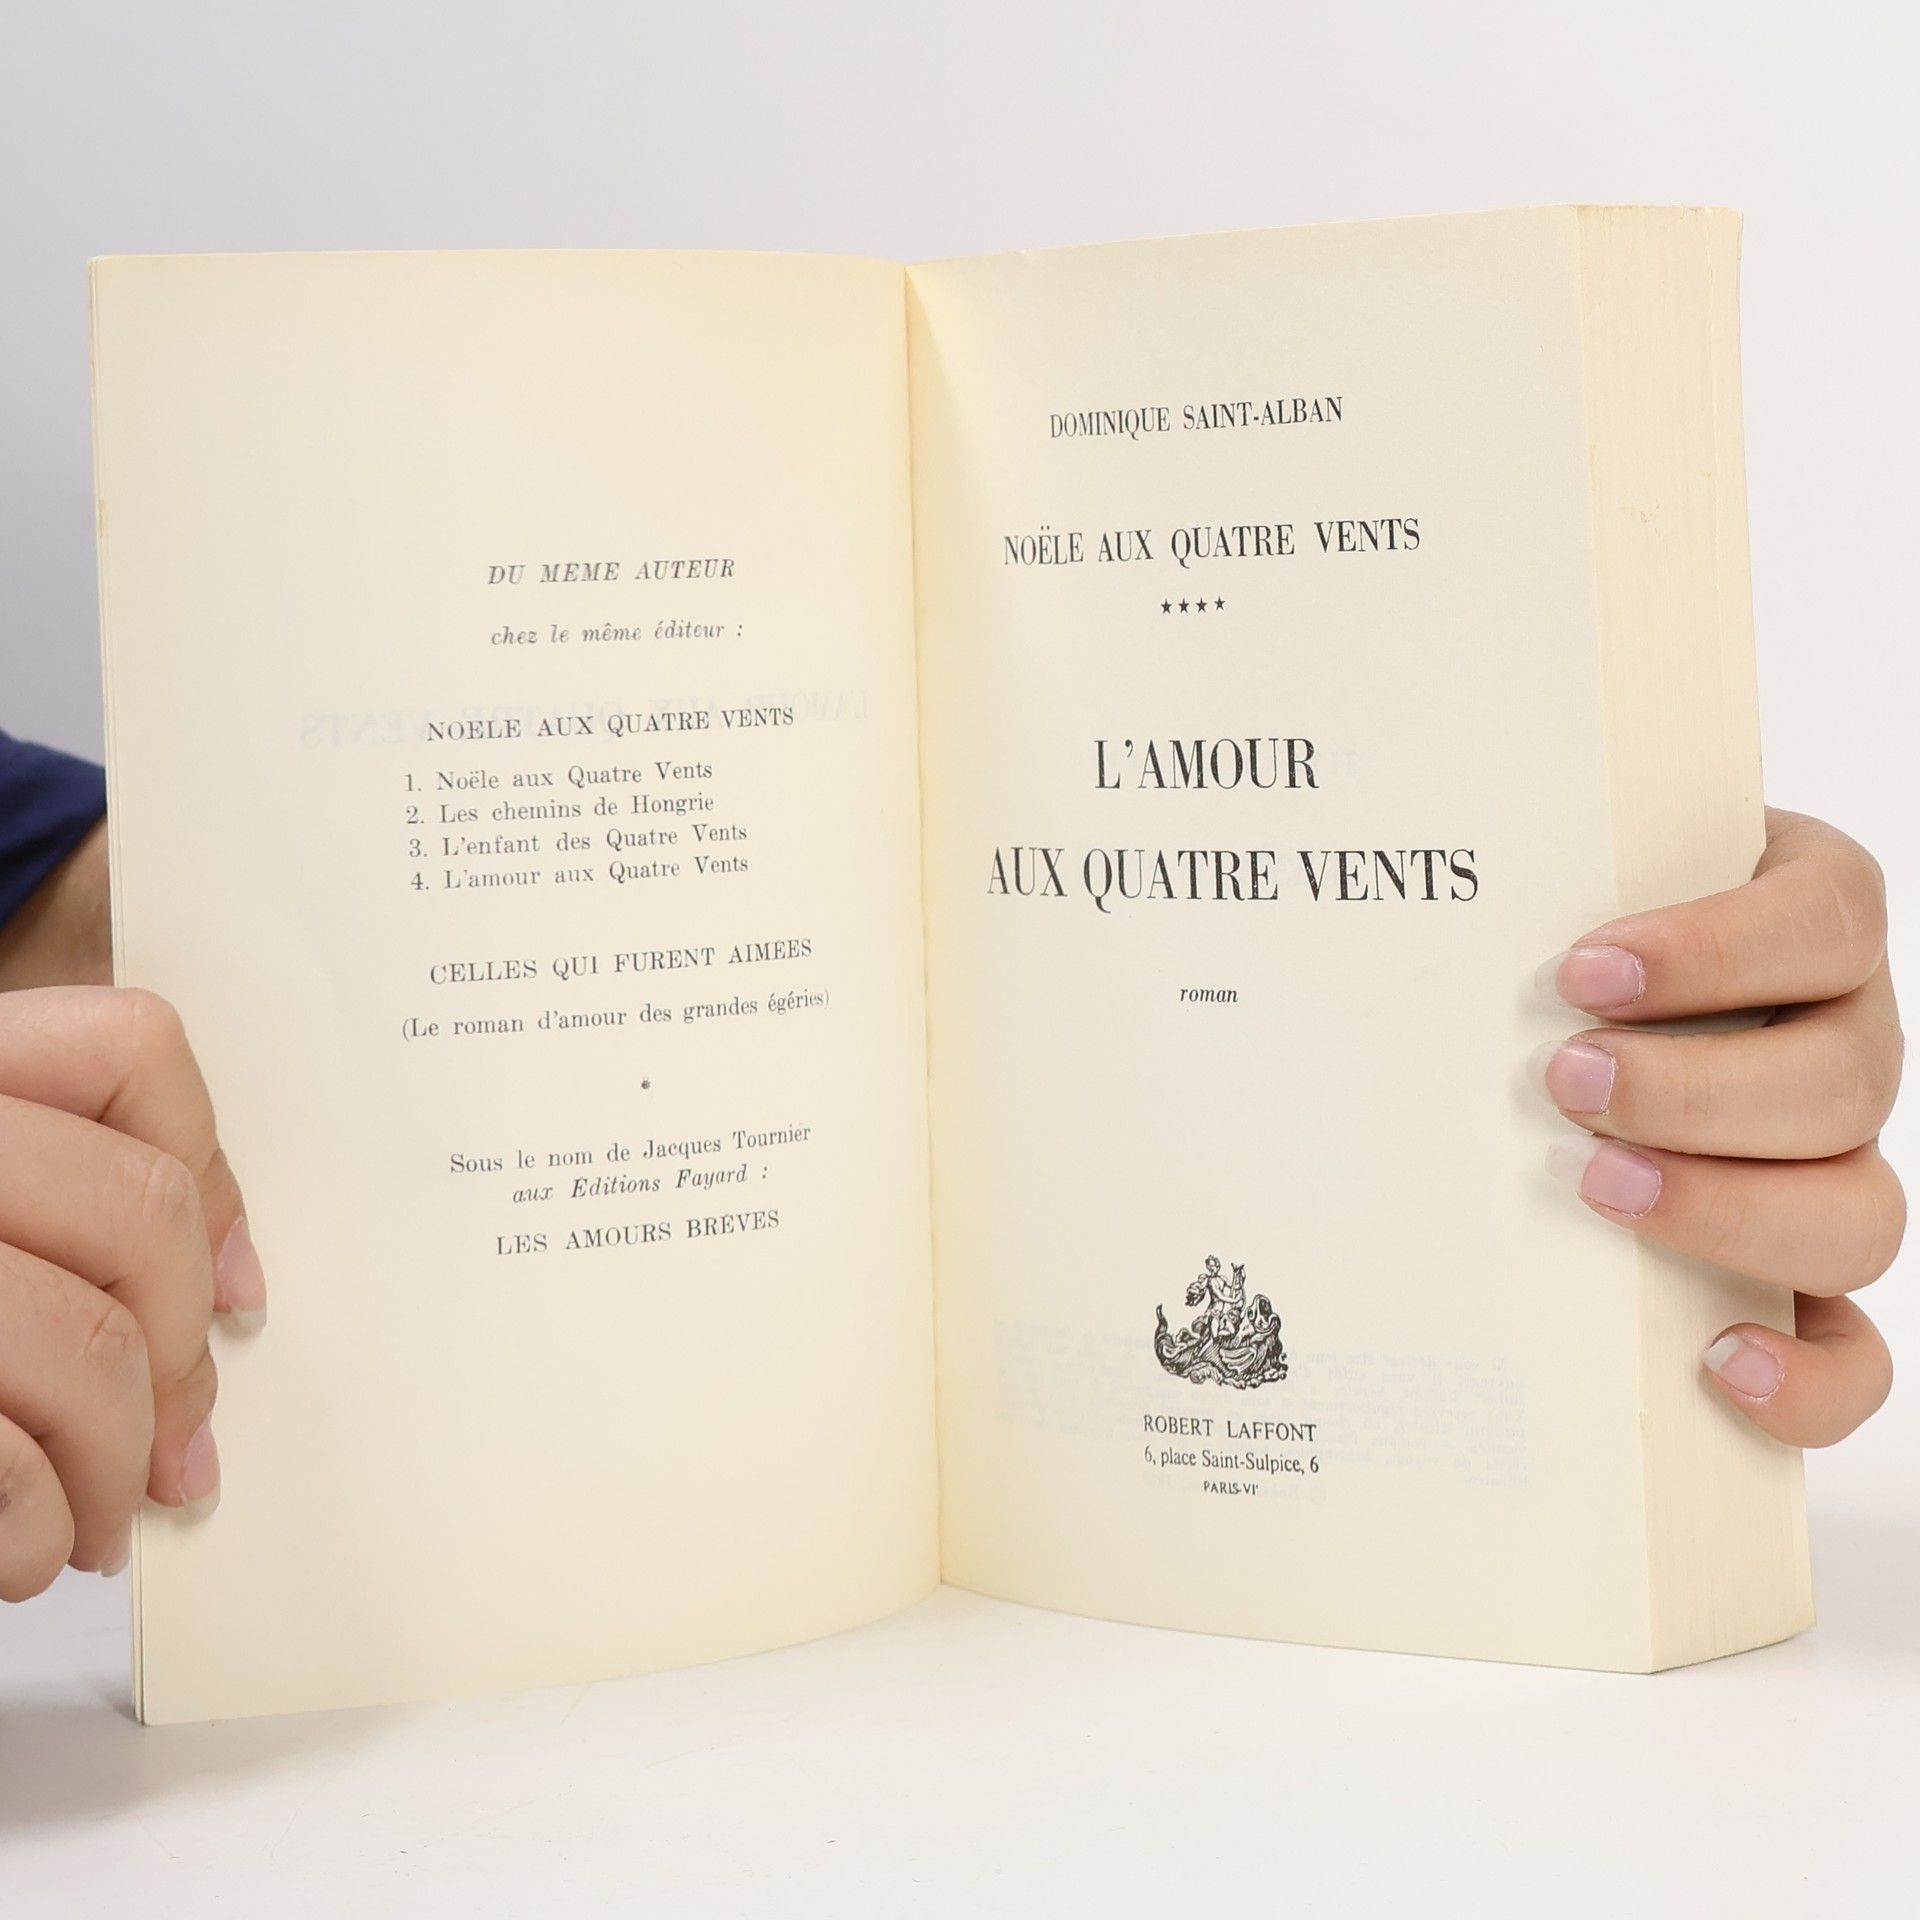 DU MEME AUTEUR
chez le même éditeur :
NOELE AUX QUATRE VENTS
1. Noële aux Quatre Vents
2. Les chemins de Hongrie
3. L'enfant des Quatre Vents
4. L'amour aux Quatre Vents
CELLES QUI FURENT AIMÉES
(Le roman d'amour des grandes égéries)
*
Sous le nom de Jacques Tournier
aux Editions Fayard :
LES AMOURS BRÈVES
DOMINIQUE SAINT-ALBAN
NOËLE AUX QUATRE VENTS
★★★★
L'AMOUR
AUX QUATRE VENTS
roman
ROBERT LAFFONT
6, place Saint-Sulpice, 6
PARIS-VIe